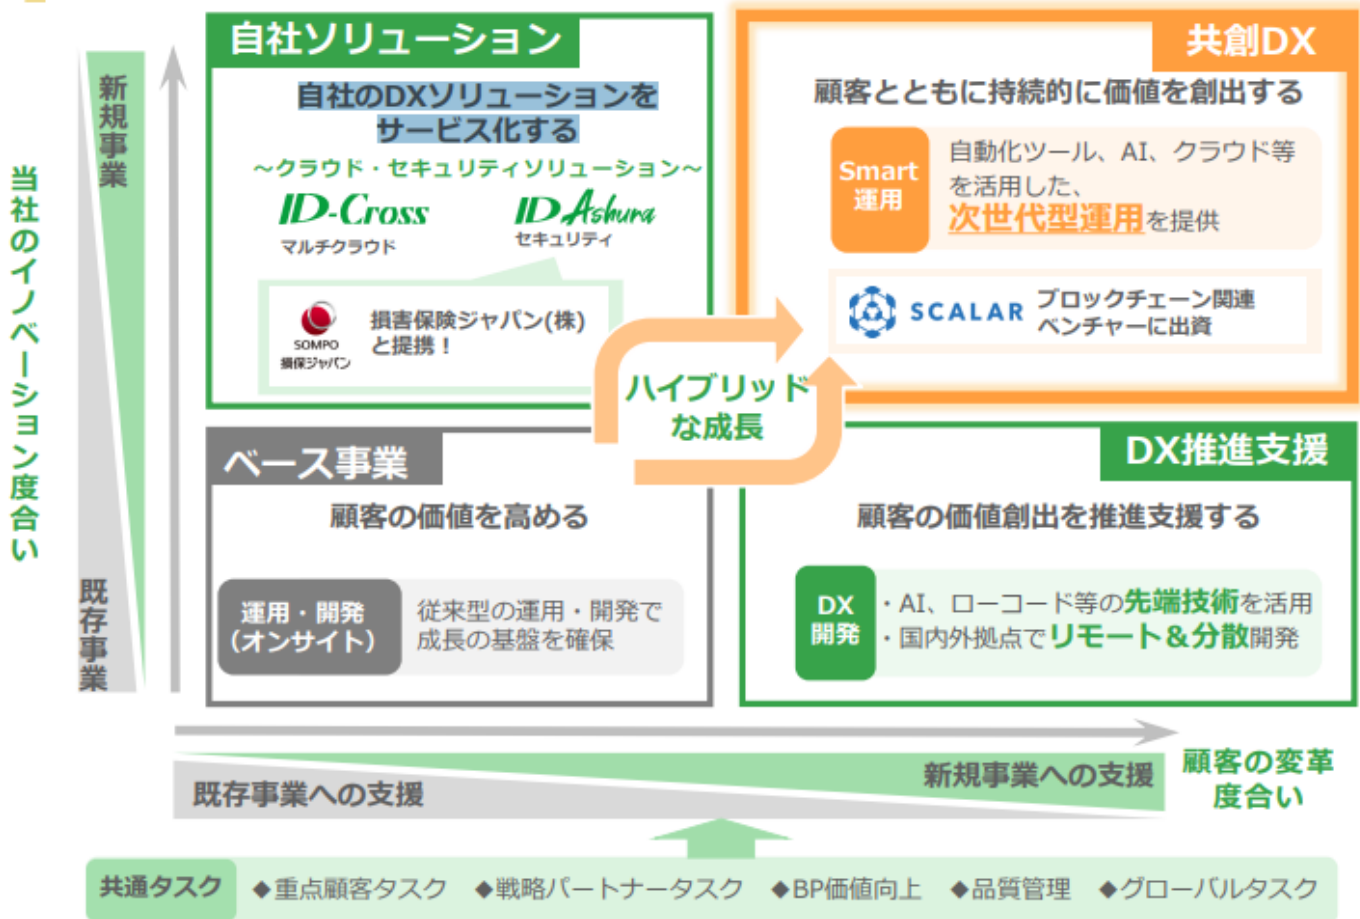 自社ソリューション
自社のDXソリューションを
サービス化する
～クラウド・セキュリティソリューション～
ID-Cross
マルチクラウド
ID Ashura
セキュリティ
SOMPO
損保ジャパン
損害保険ジャパン(株)
と提携！
共創DX
顧客とともに持続的に価値を創出する
Smart
運用
自動化ツール、AI、クラウド等
を活用した、
次世代型運用を提供
SCALAR
ブロックチェーン関連
ベンチャーに出資
ハイブリッド
な成長
ベース事業
顧客の価値を高める
運用・開発
（オンサイト）
従来型の運用・開発で
成長の基盤を確保
DX推進支援
顧客の価値創出を推進支援する
DX
開発
・AI、ローコード等の先端技術を活用
・国内外拠点でリモート＆分散開発
当社のイノベーション度合い
新規事業
既存事業
既存事業への支援
新規事業への支援
顧客の変革
度合い
共通タスク
◆重点顧客タスク ◆戦略パートナータスク ◆BP価値向上 ◆品質管理 ◆グローバルタスク